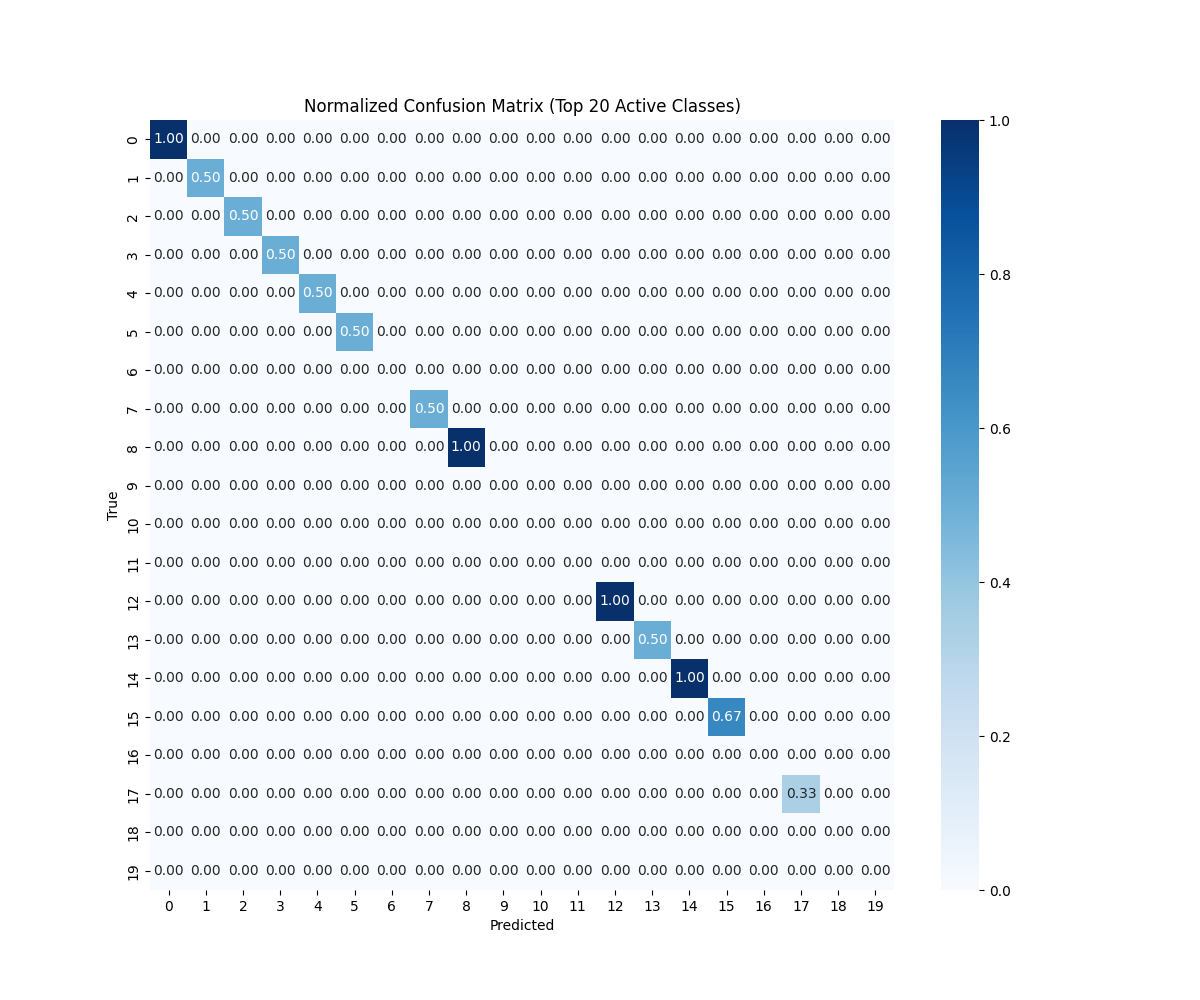 Normalized Confusion Matrix (Top 20 Active Classes)
0 1.00 0.00 0.00 0.00 0.00 0.00 0.00 0.00 0.00 0.00 0.00 0.00 0.00 0.00 0.00 0.00 0.00 0.00 0.00 0.00
1 0.00 0.50 0.00 0.00 0.00 0.00 0.00 0.00 0.00 0.00 0.00 0.00 0.00 0.00 0.00 0.00 0.00 0.00 0.00 0.00
2 0.00 0.00 0.50 0.00 0.00 0.00 0.00 0.00 0.00 0.00 0.00 0.00 0.00 0.00 0.00 0.00 0.00 0.00 0.00 0.00
3 0.00 0.00 0.00 0.50 0.00 0.00 0.00 0.00 0.00 0.00 0.00 0.00 0.00 0.00 0.00 0.00 0.00 0.00 0.00 0.00
4 0.00 0.00 0.00 0.00 0.50 0.00 0.00 0.00 0.00 0.00 0.00 0.00 0.00 0.00 0.00 0.00 0.00 0.00 0.00 0.00
5 0.00 0.00 0.00 0.00 0.00 0.50 0.00 0.00 0.00 0.00 0.00 0.00 0.00 0.00 0.00 0.00 0.00 0.00 0.00 0.00
6 0.00 0.00 0.00 0.00 0.00 0.00 0.00 0.00 0.00 0.00 0.00 0.00 0.00 0.00 0.00 0.00 0.00 0.00 0.00 0.00
7 0.00 0.00 0.00 0.00 0.00 0.00 0.00 0.50 0.00 0.00 0.00 0.00 0.00 0.00 0.00 0.00 0.00 0.00 0.00 0.00
8 0.00 0.00 0.00 0.00 0.00 0.00 0.00 0.00 1.00 0.00 0.00 0.00 0.00 0.00 0.00 0.00 0.00 0.00 0.00 0.00
9 0.00 0.00 0.00 0.00 0.00 0.00 0.00 0.00 0.00 0.00 0.00 0.00 0.00 0.00 0.00 0.00 0.00 0.00 0.00 0.00
10 0.00 0.00 0.00 0.00 0.00 0.00 0.00 0.00 0.00 0.00 0.00 0.00 0.00 0.00 0.00 0.00 0.00 0.00 0.00 0.00
11 0.00 0.00 0.00 0.00 0.00 0.00 0.00 0.00 0.00 0.00 0.00 0.00 0.00 0.00 0.00 0.00 0.00 0.00 0.00 0.00
12 0.00 0.00 0.00 0.00 0.00 0.00 0.00 0.00 0.00 0.00 0.00 0.00 1.00 0.00 0.00 0.00 0.00 0.00 0.00 0.00
13 0.00 0.00 0.00 0.00 0.00 0.00 0.00 0.00 0.00 0.00 0.00 0.00 0.00 0.50 0.00 0.00 0.00 0.00 0.00 0.00
14 0.00 0.00 0.00 0.00 0.00 0.00 0.00 0.00 0.00 0.00 0.00 0.00 0.00 0.00 1.00 0.00 0.00 0.00 0.00 0.00
15 0.00 0.00 0.00 0.00 0.00 0.00 0.00 0.00 0.00 0.00 0.00 0.00 0.00 0.00 0.00 0.67 0.00 0.00 0.00 0.00
16 0.00 0.00 0.00 0.00 0.00 0.00 0.00 0.00 0.00 0.00 0.00 0.00 0.00 0.00 0.00 0.00 0.00 0.00 0.00 0.00
17 0.00 0.00 0.00 0.00 0.00 0.00 0.00 0.00 0.00 0.00 0.00 0.00 0.00 0.00 0.00 0.00 0.00 0.33 0.00 0.00
18 0.00 0.00 0.00 0.00 0.00 0.00 0.00 0.00 0.00 0.00 0.00 0.00 0.00 0.00 0.00 0.00 0.00 0.00 0.00 0.00
19 0.00 0.00 0.00 0.00 0.00 0.00 0.00 0.00 0.00 0.00 0.00 0.00 0.00 0.00 0.00 0.00 0.00 0.00 0.00 0.00
0 1 2 3 4 5 6 7 8 9 10 11 12 13 14 15 16 17 18 19
Predicted
True
1.0
0.8
0.6
0.4
0.2
0.0